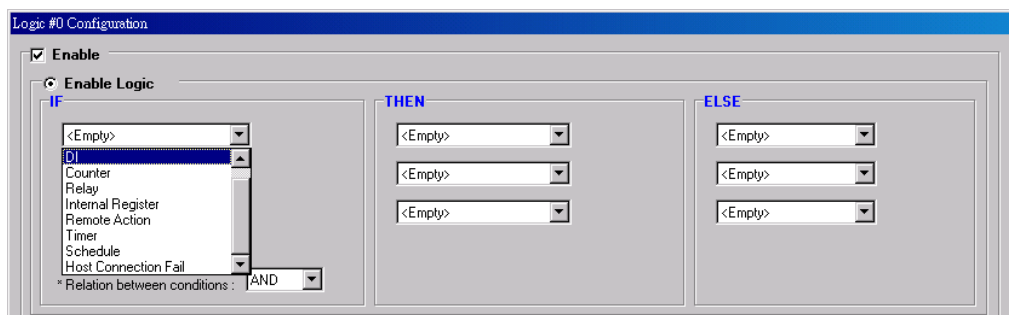 Logic #0 Configuration
Enable
Enable Logic
IF
<Empty>
DI
Counter
Relay
Internal Register
Remote Action
Timer
Schedule
Host Connection Fail
* Relation between conditions : AND
THEN
<Empty>
<Empty>
<Empty>
ELSE
<Empty>
<Empty>
<Empty>